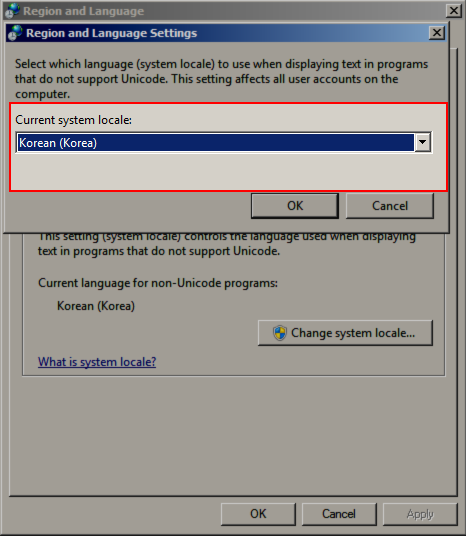 Region and Language
Region and Language Settings
Select which language (system locale) to use when displaying text in programs
that do not support Unicode. This setting affects all user accounts on the
computer.
Current system locale:
Korean (Korea)
OK
Cancel
This setting (system locale) controls the language used when displaying
text in programs that do not support Unicode.
Current language for non-Unicode programs:
Korean (Korea)
Change system locale...
What is system locale?
OK
Cancel
Apply